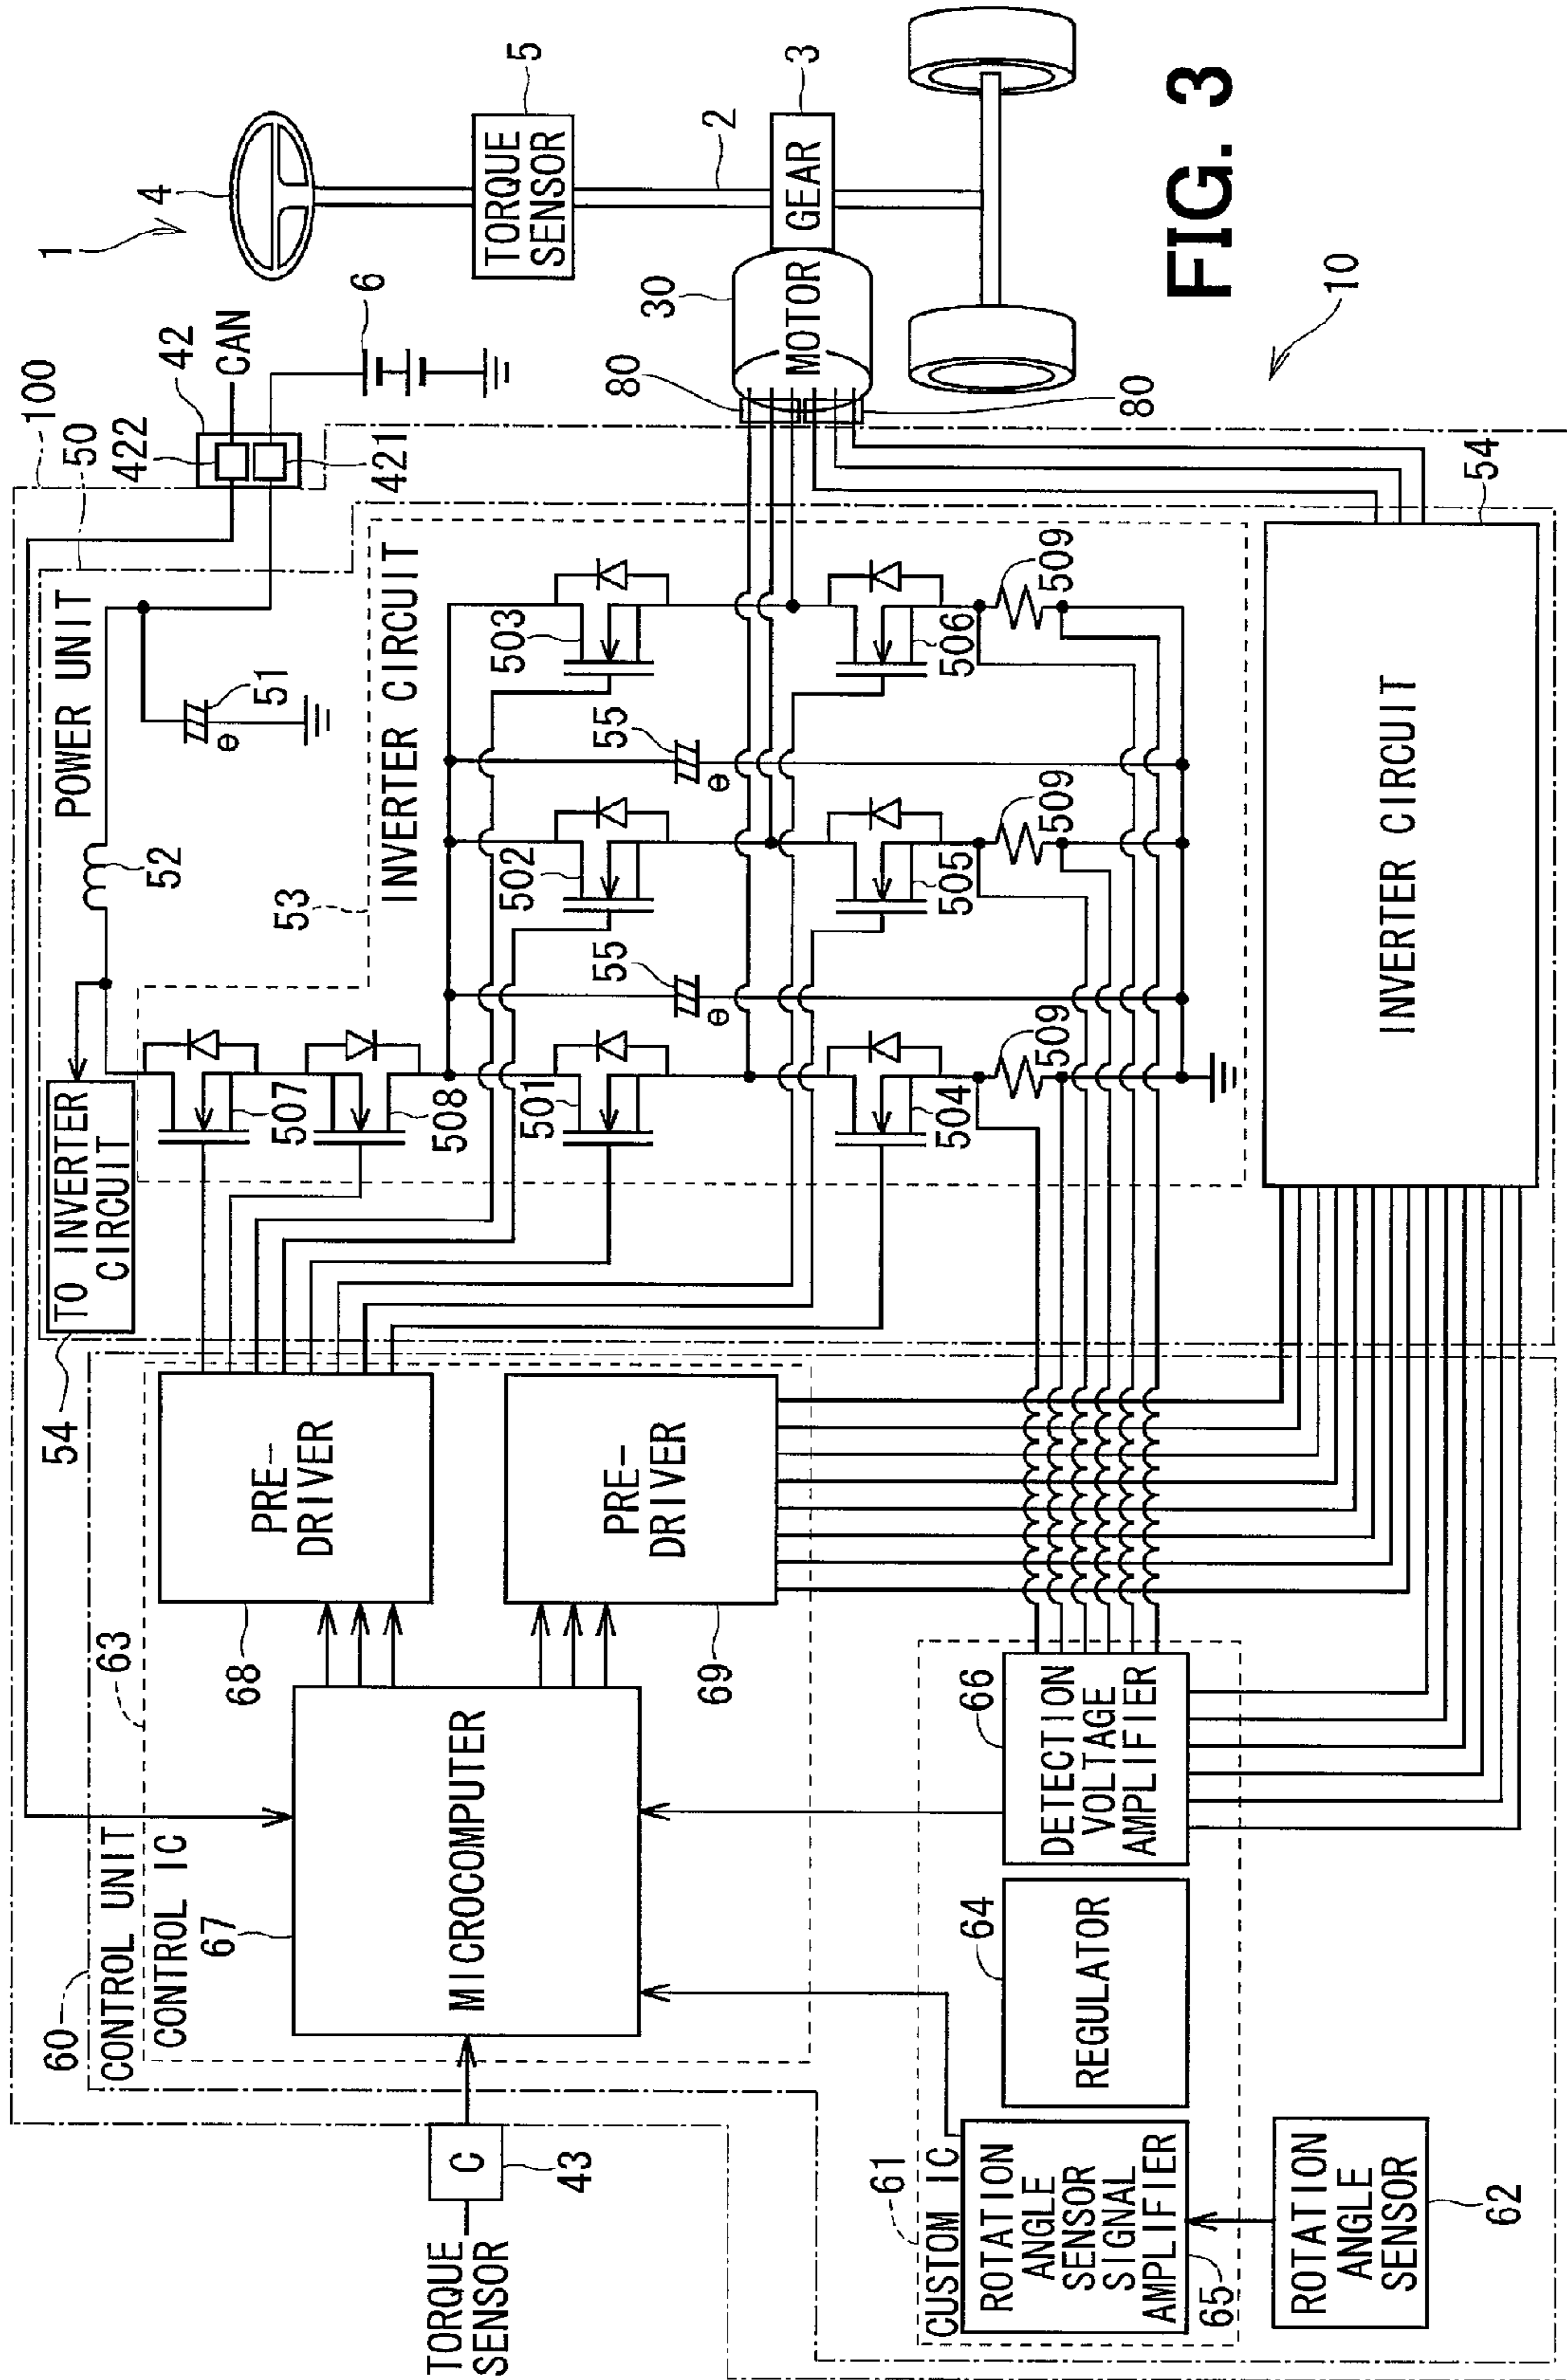 FIG. 3
10
1
4
5
TORQUE
SENSOR
2
3
GEAR
30
MOTOR
80
80
6
CAN
42
422
421
100
50
POWER UNIT
51
⊖
52
TO INVERTER
CIRCUIT
54
53
INVERTER CIRCUIT
507
508
501
502
503
504
505
506
55
⊖
55
⊖
509
509
509
54
INVERTER CIRCUIT
60
CONTROL UNIT
63
CONTROL IC
67
MICROCOMPUTER
68
PRE-
DRIVER
69
PRE-
DRIVER
TORQUE
SENSOR
C
43
61
CUSTOM IC
ROTATION
ANGLE
SENSOR
SIGNAL
AMPLIFIER
65
64
REGULATOR
66
DETECTION
VOLTAGE
AMPLIFIER
ROTATION
ANGLE
SENSOR
62